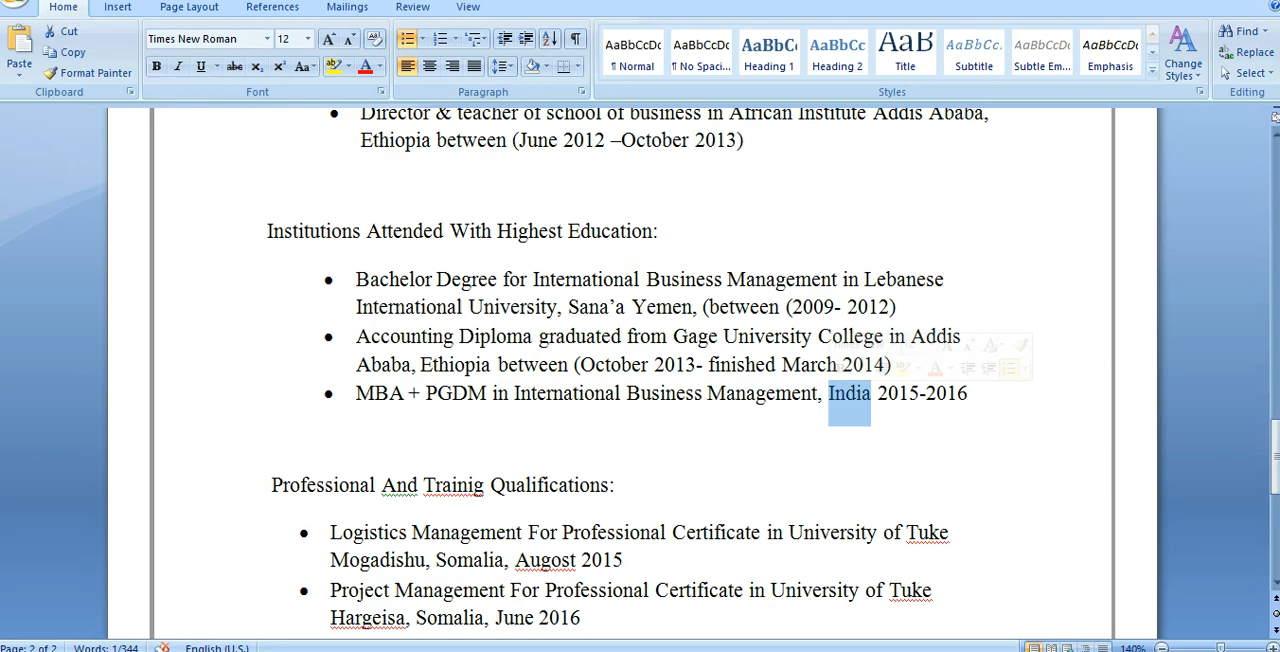 Home Insert Page Layout References Mailings Review View
Cut
Copy
Format Painter
Paste
Clipboard
Times New Roman 12
B I U abc x₂ x² Aa
Font
Paragraph
AaBbCcDc AaBbCcDc AaBbCc AaBbCc AaB AaBbCc. AaBbCcDc AaBbCcDc
¶ Normal ¶ No Spaci... Heading 1 Heading 2 Title Subtitle Subtle Em... Emphasis
Change Styles
Styles
Find
Replace
Select
Editing
• Director & teacher of school of business in African Institute Addis Ababa,
Ethiopia between (June 2012 –October 2013)
Institutions Attended With Highest Education:
• Bachelor Degree for International Business Management in Lebanese
International University, Sana’a Yemen, (between (2009- 2012)
• Accounting Diploma graduated from Gage University College in Addis
Ababa, Ethiopia between (October 2013- finished March 2014)
• MBA + PGDM in International Business Management, India 2015-2016
Professional And Trainig Qualifications:
• Logistics Management For Professional Certificate in University of Tuke
Mogadishu, Somalia, Augost 2015
• Project Management For Professional Certificate in University of Tuke
Hargeisa, Somalia, June 2016
Page: 2 of 2 Words: 1/344 English (U.S.) 140%